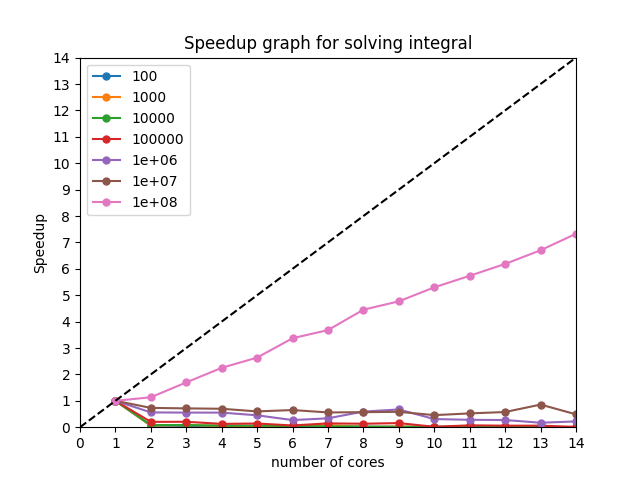 Speedup graph for solving integral
14
13
12
11
10
9
8
7
6
5
4
3
2
1
0
Speedup
100
1000
10000
100000
1e+06
1e+07
1e+08
0 1 2 3 4 5 6 7 8 9 10 11 12 13 14
number of cores